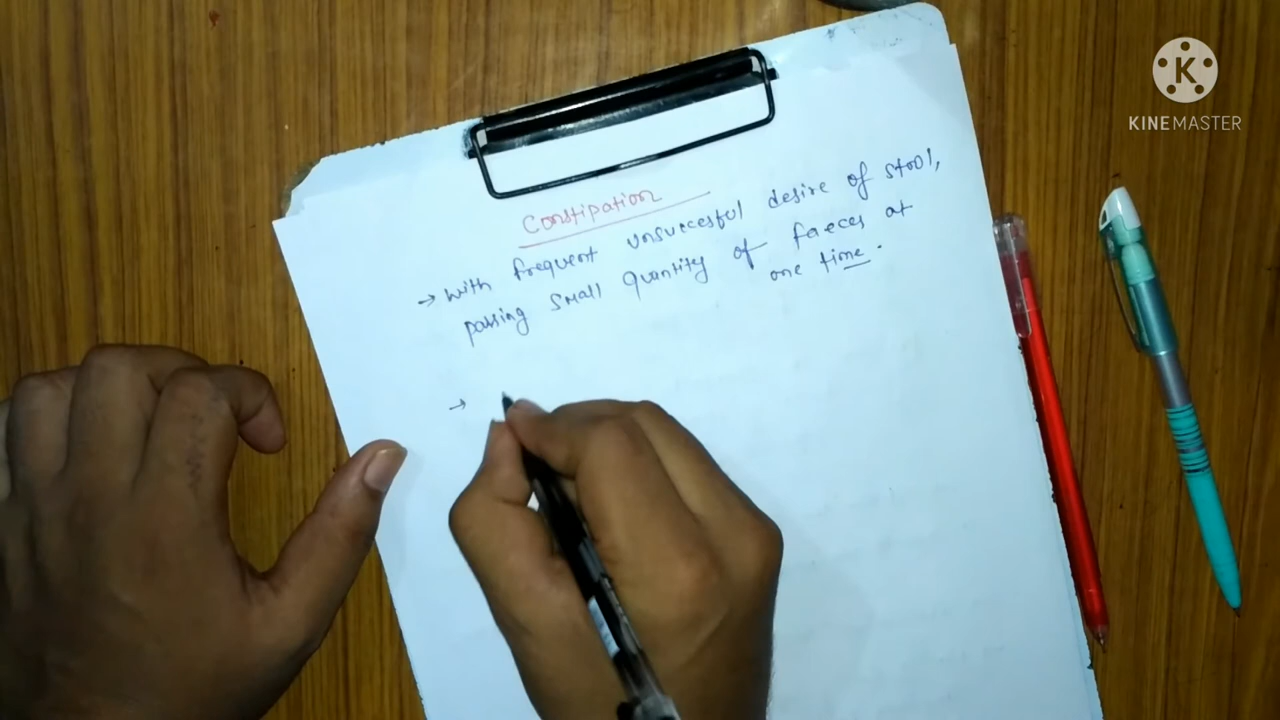 KINEMASTER
Constipation
→ With frequent unsuccesful desire of stool,
passing small quantity of faeces at
one time.
→